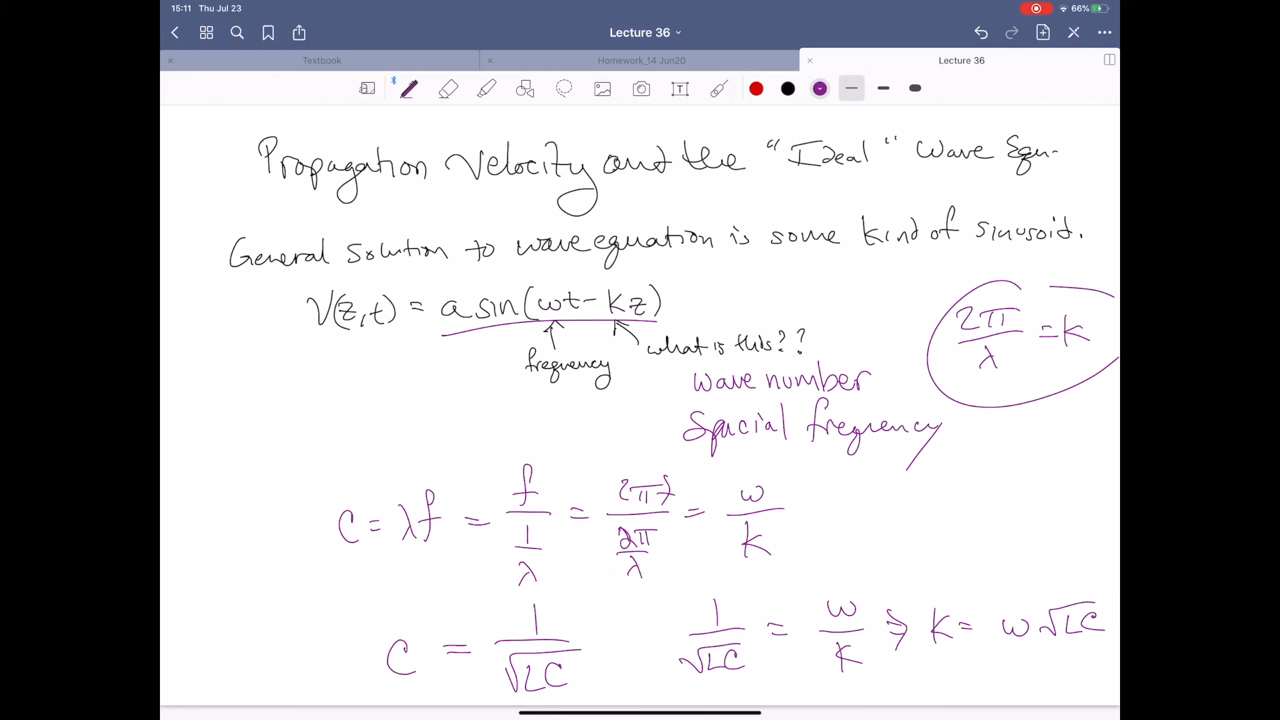 15:11 Thu Jul 23
66%
Lecture 36
Textbook
Homework_14 Jun20
Lecture 36
Propagation Velocity and the "Ideal" Wave Equ.
General Solution to wave equation is some kind of sinusoid.
V(z,t) = a sin(ωt - kz)
2π/λ = k
frequency
what is this??
wave number
Spacial frequency
C = λf = f/(1/λ) = 2πf/(2π/λ) = ω/k
C = 1/√LC
1/√LC = ω/k ⇒ k = ω√LC